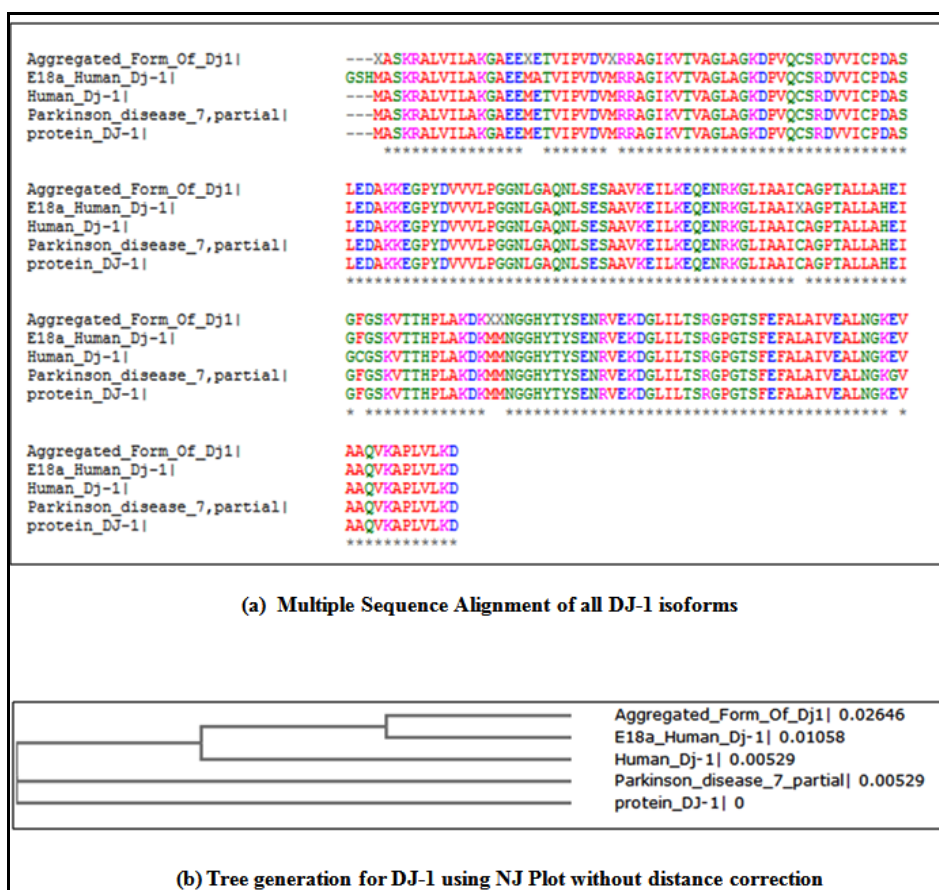 Aggregated_Form_Of_Dj1| ---XASKRALVILAKGAEEXETVIPVDVXRRAGIKVTVAGLAGKDPVQCSRDVVICPDAS
E18a_Human_Dj-1| GSHMASKRALVILAKGAEEMATVIPVDVMRRAGIKVTVAGLAGKDPVQCSRDVVICPDAS
Human_Dj-1| ---MASKRALVILAKGAEEMETVIPVDVMRRAGIKVTVAGLAGKDPVQCSRDVVICPDAS
Parkinson_disease_7,partial| ---MASKRALVILAKGAEEMETVIPVDVMRRAGIKVTVAGLAGKDPVQCSRDVVICPDAS
protein_DJ-1| ---MASKRALVILAKGAEEMETVIPVDVMRRAGIKVTVAGLAGKDPVQCSRDVVICPDAS
*************** ******* ******************************
Aggregated_Form_Of_Dj1| LEDAKKEGPYDVVVLPGGNLGAQNLSESAAVKEILKEQENRKGLIAAICAGPTALLAHEI
E18a_Human_Dj-1| LEDAKKEGPYDVVVLPGGNLGAQNLSESAAVKEILKEQENRKGLIAAIXAGPTALLAHEI
Human_Dj-1| LEDAKKEGPYDVVVLPGGNLGAQNLSESAAVKEILKEQENRKGLIAAICAGPTALLAHEI
Parkinson_disease_7,partial| LEDAKKEGPYDVVVLPGGNLGAQNLSESAAVKEILKEQENRKGLIAAICAGPTALLAHEI
protein_DJ-1| LEDAKKEGPYDVVVLPGGNLGAQNLSESAAVKEILKEQENRKGLIAAICAGPTALLAHEI
************************************************ ***********
Aggregated_Form_Of_Dj1| GFGSKVTTHPLAKDKXXNGGHYTYSENRVEKDGLILTSRGPGTSFEFALAIVEALNGKEV
E18a_Human_Dj-1| GFGSKVTTHPLAKDKMMNGGHYTYSENRVEKDGLILTSRGPGTSFEFALAIVEALNGKEV
Human_Dj-1| GCGSKVTTHPLAKDKMMNGGHYTYSENRVEKDGLILTSRGPGTSFEFALAIVEALNGKEV
Parkinson_disease_7,partial| GFGSKVTTHPLAKDKMMNGGHYTYSENRVEKDGLILTSRGPGTSFEFALAIVEALNGKGV
protein_DJ-1| GFGSKVTTHPLAKDKMMNGGHYTYSENRVEKDGLILTSRGPGTSFEFALAIVEALNGKEV
* ************* ***************************************** *
Aggregated_Form_Of_Dj1| AAQVKAPLVLKD
E18a_Human_Dj-1| AAQVKAPLVLKD
Human_Dj-1| AAQVKAPLVLKD
Parkinson_disease_7,partial| AAQVKAPLVLKD
protein_DJ-1| AAQVKAPLVLKD
************
(a) Multiple Sequence Alignment of all DJ-1 isoforms
Aggregated_Form_Of_Dj1| 0.02646
E18a_Human_Dj-1| 0.01058
Human_Dj-1| 0.00529
Parkinson_disease_7_partial| 0.00529
protein_DJ-1| 0
(b) Tree generation for DJ-1 using NJ Plot without distance correction